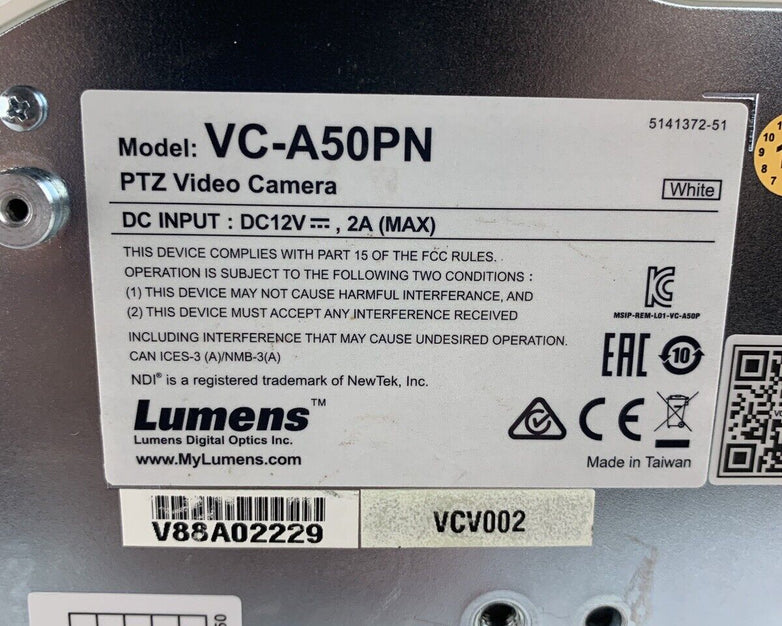 Model: VC-A50PN
5141372-51
PTZ Video Camera
White
DC INPUT : DC12V⎓ , 2A (MAX)
THIS DEVICE COMPLIES WITH PART 15 OF THE FCC RULES.
OPERATION IS SUBJECT TO THE FOLLOWING TWO CONDITIONS :
(1) THIS DEVICE MAY NOT CAUSE HARMFUL INTERFERANCE, AND
(2) THIS DEVICE MUST ACCEPT ANY INTERFERENCE RECEIVED
INCLUDING INTERFERENCE THAT MAY CAUSE UNDESIRED OPERATION.
CAN ICES-3 (A)/NMB-3(A)
NDI® is a registered trademark of NewTek, Inc.
MSIP-REM-L01-VC-A50P
EAC 10
Lumens™
Lumens Digital Optics Inc.
www.MyLumens.com
CE
Made in Taiwan
V88A02229
VCV002
10
9
8
7